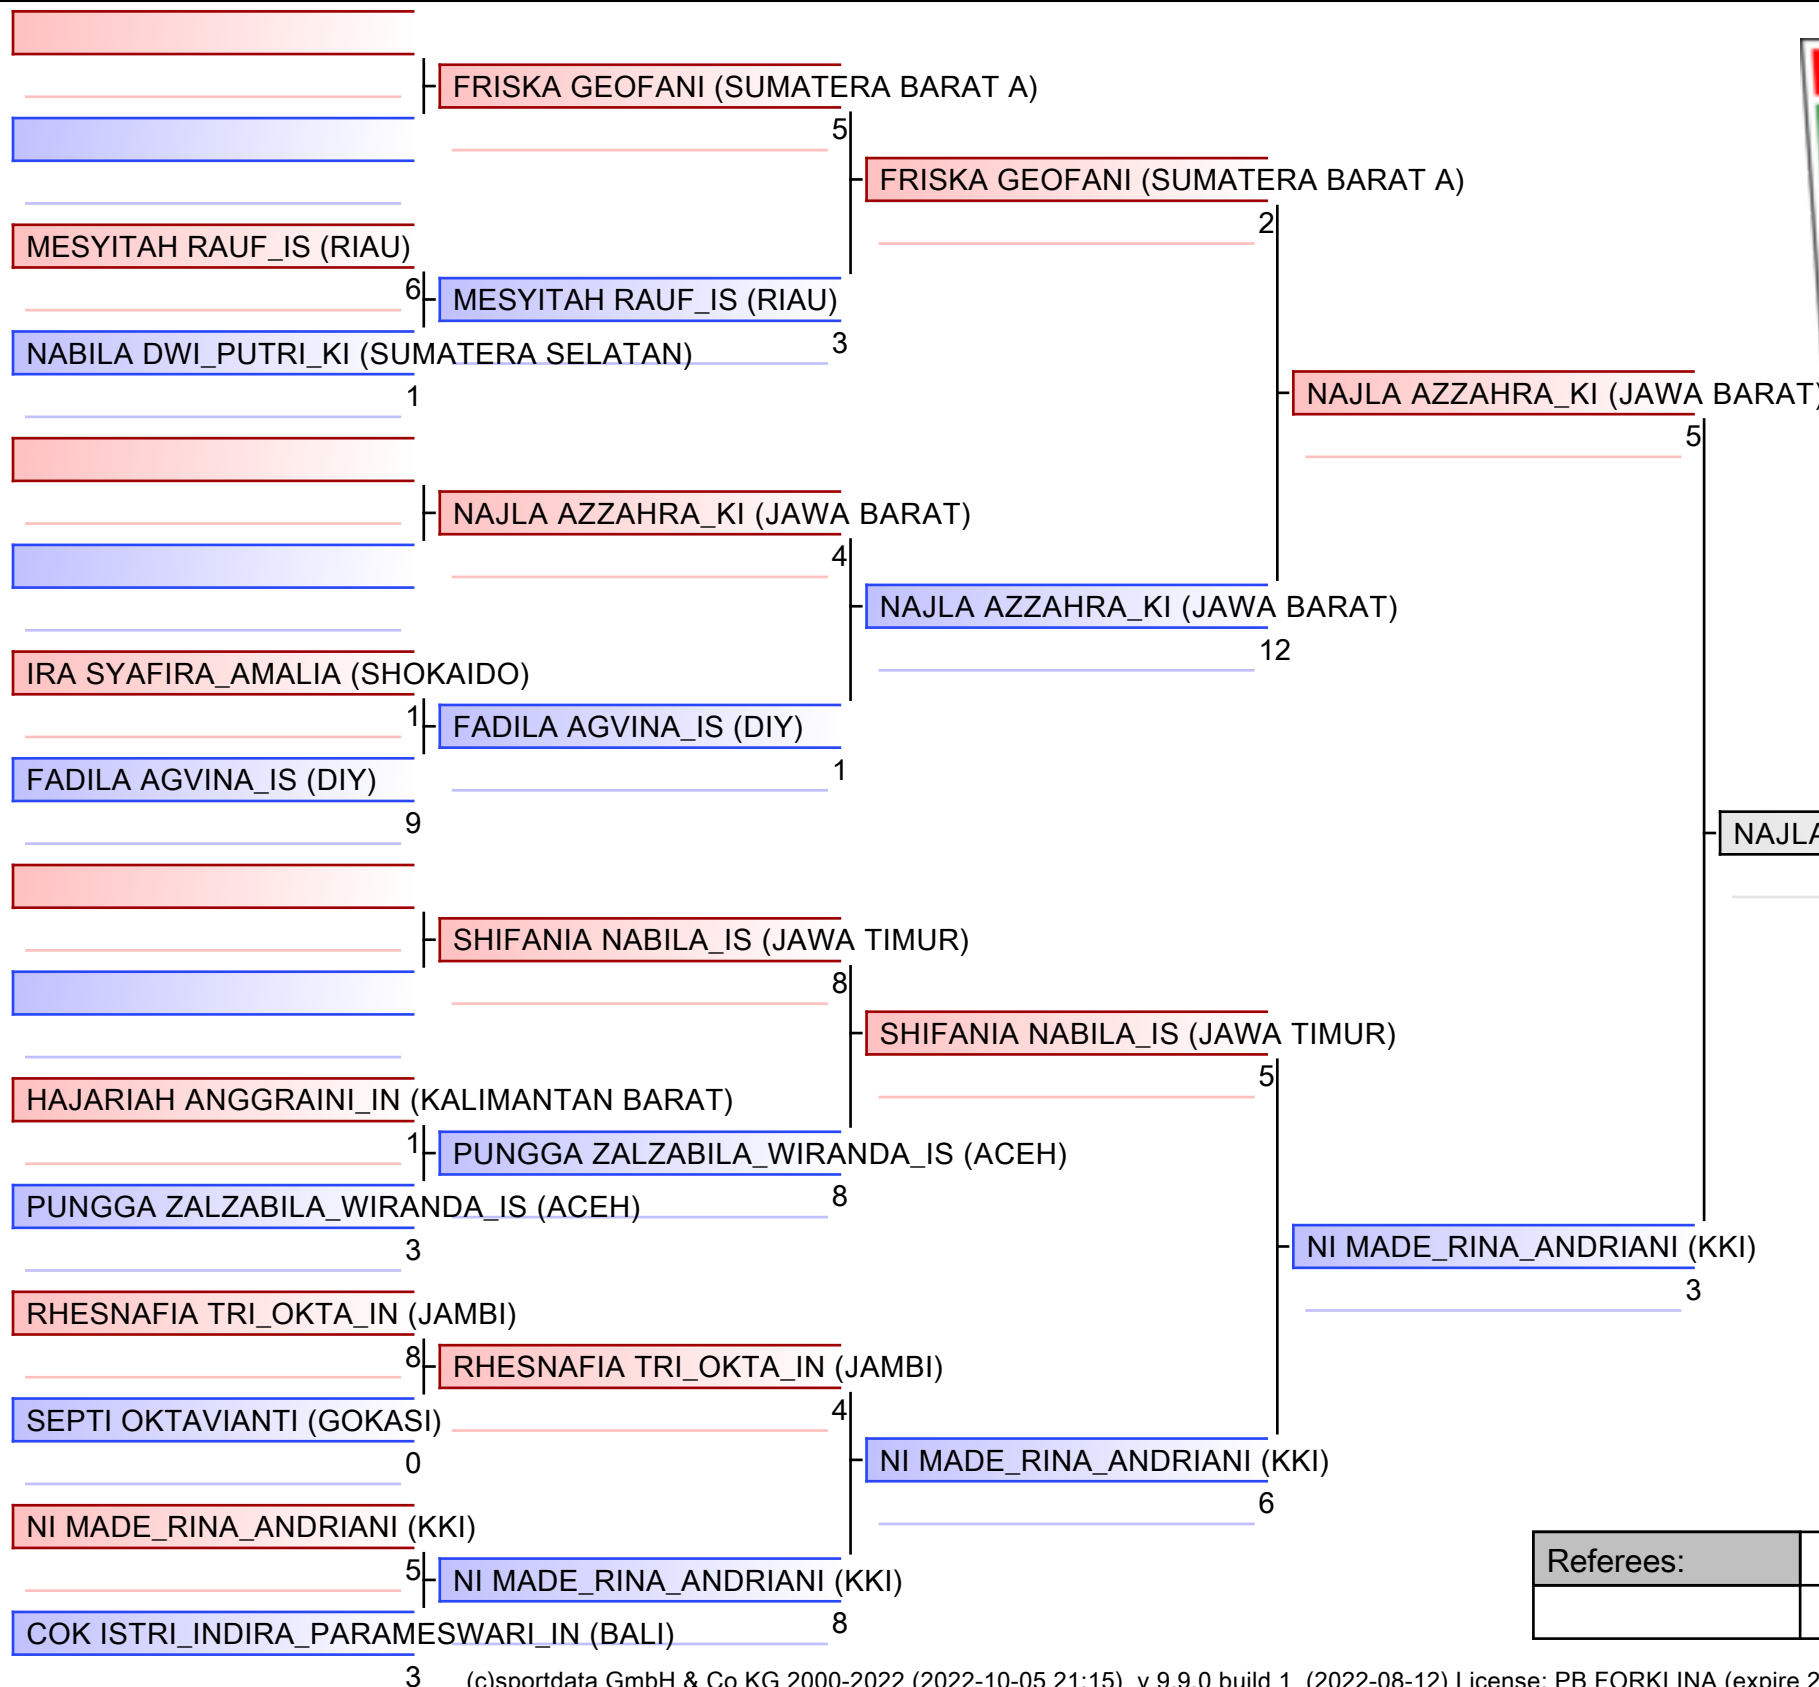 FRISKA GEOFANI (SUMATERA BARAT A)
5
FRISKA GEOFANI (SUMATERA BARAT A)
2
MESYITAH RAUF_IS (RIAU)
6
MESYITAH RAUF_IS (RIAU)
3
NABILA DWI_PUTRI_KI (SUMATERA SELATAN)
1
NAJLA AZZAHRA_KI (JAWA BARAT)
5
NAJLA AZZAHRA_KI (JAWA BARAT)
4
NAJLA AZZAHRA_KI (JAWA BARAT)
12
IRA SYAFIRA_AMALIA (SHOKAIDO)
1
FADILA AGVINA_IS (DIY)
1
FADILA AGVINA_IS (DIY)
9
NAJLA
SHIFANIA NABILA_IS (JAWA TIMUR)
8
SHIFANIA NABILA_IS (JAWA TIMUR)
5
HAJARIAH ANGGRAINI_IN (KALIMANTAN BARAT)
1
PUNGGA ZALZABILA_WIRANDA_IS (ACEH)
8
PUNGGA ZALZABILA_WIRANDA_IS (ACEH)
3
NI MADE_RINA_ANDRIANI (KKI)
3
RHESNAFIA TRI_OKTA_IN (JAMBI)
8
RHESNAFIA TRI_OKTA_IN (JAMBI)
4
SEPTI OKTAVIANTI (GOKASI)
0
NI MADE_RINA_ANDRIANI (KKI)
6
NI MADE_RINA_ANDRIANI (KKI)
5
NI MADE_RINA_ANDRIANI (KKI)
8
COK ISTRI_INDIRA_PARAMESWARI_IN (BALI)
3
Referees:
(c)sportdata GmbH & Co KG 2000-2022 (2022-10-05 21:15) v 9.9.0 build 1 (2022-08-12) License: PB FORKI INA (expire 2